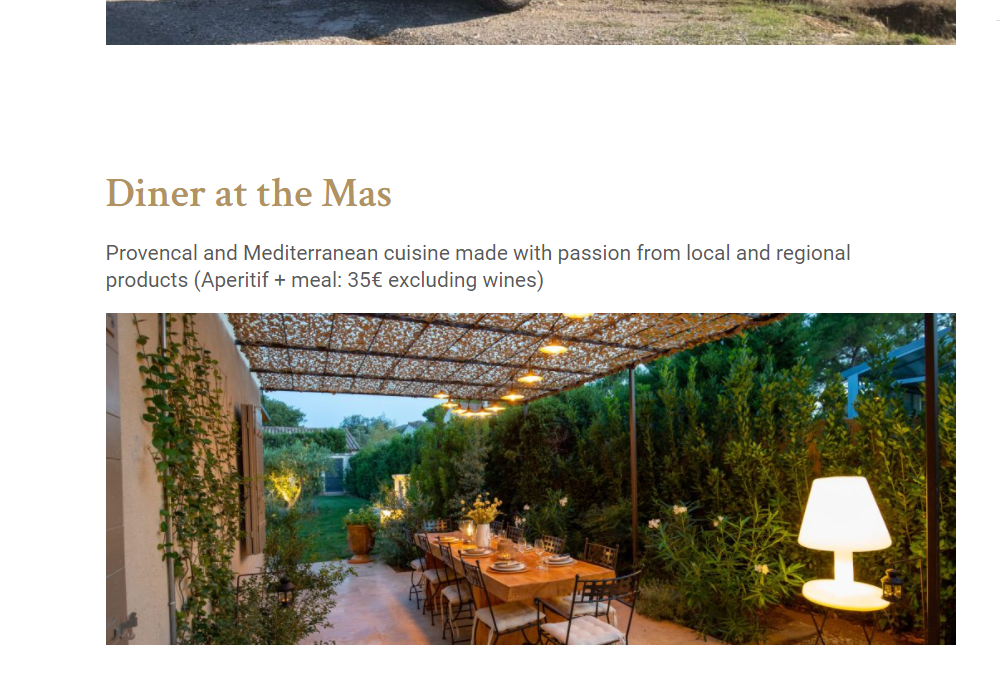 Diner at the Mas
Provencal and Mediterranean cuisine made with passion from local and regional
products (Aperitif + meal: 35€ excluding wines)